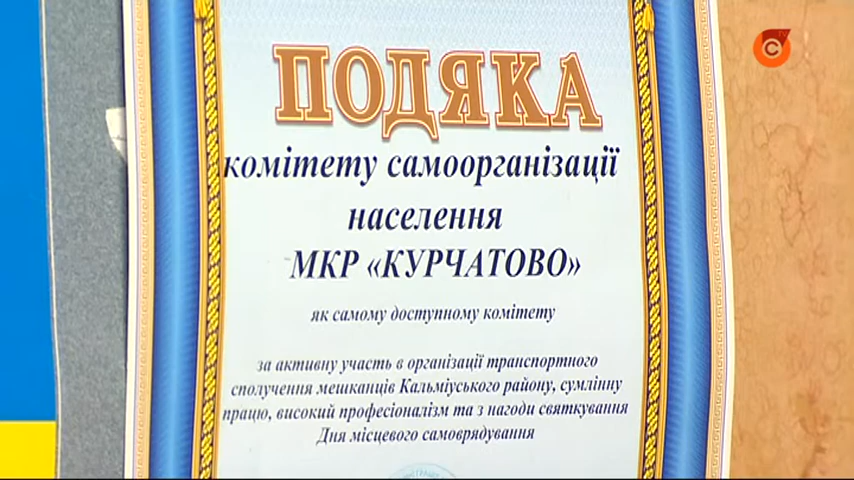 ПОДЯКА
комітету самоорганізації
населення
МКР «КУРЧАТОВО»
як самому доступному комітету
за активну участь в організації транспортного
сполучення мешканців Кальміуського району, сумлінну
працю, високий професіоналізм та з нагоди святкування
Дня місцевого самоврядування